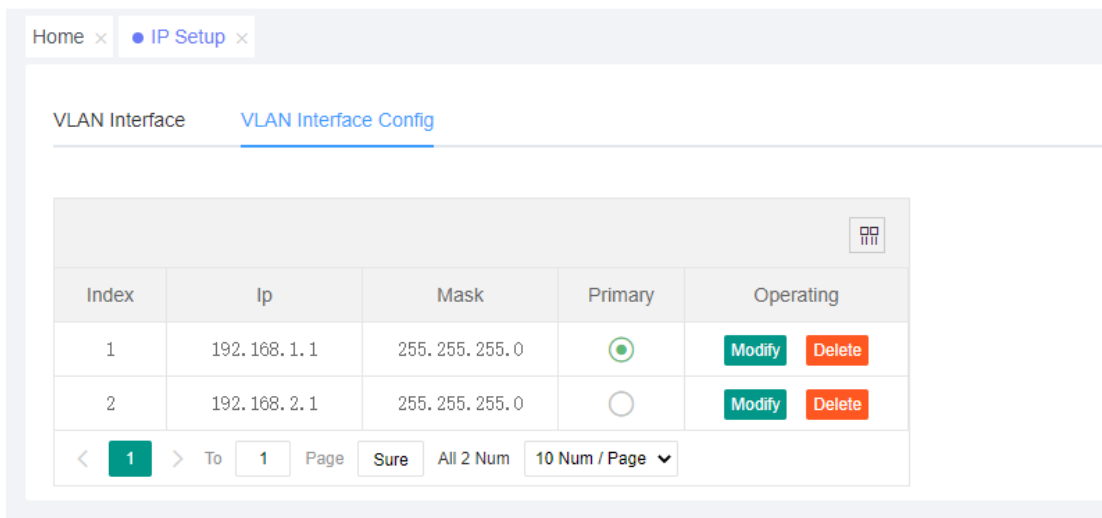 Home × IP Setup ×
VLAN Interface VLAN Interface Config
Index Ip Mask Primary Operating
1 192.168.1.1 255.255.255.0 Modify Delete
2 192.168.2.1 255.255.255.0 Modify Delete
< 1 > To 1 Page Sure All 2 Num 10 Num / Page